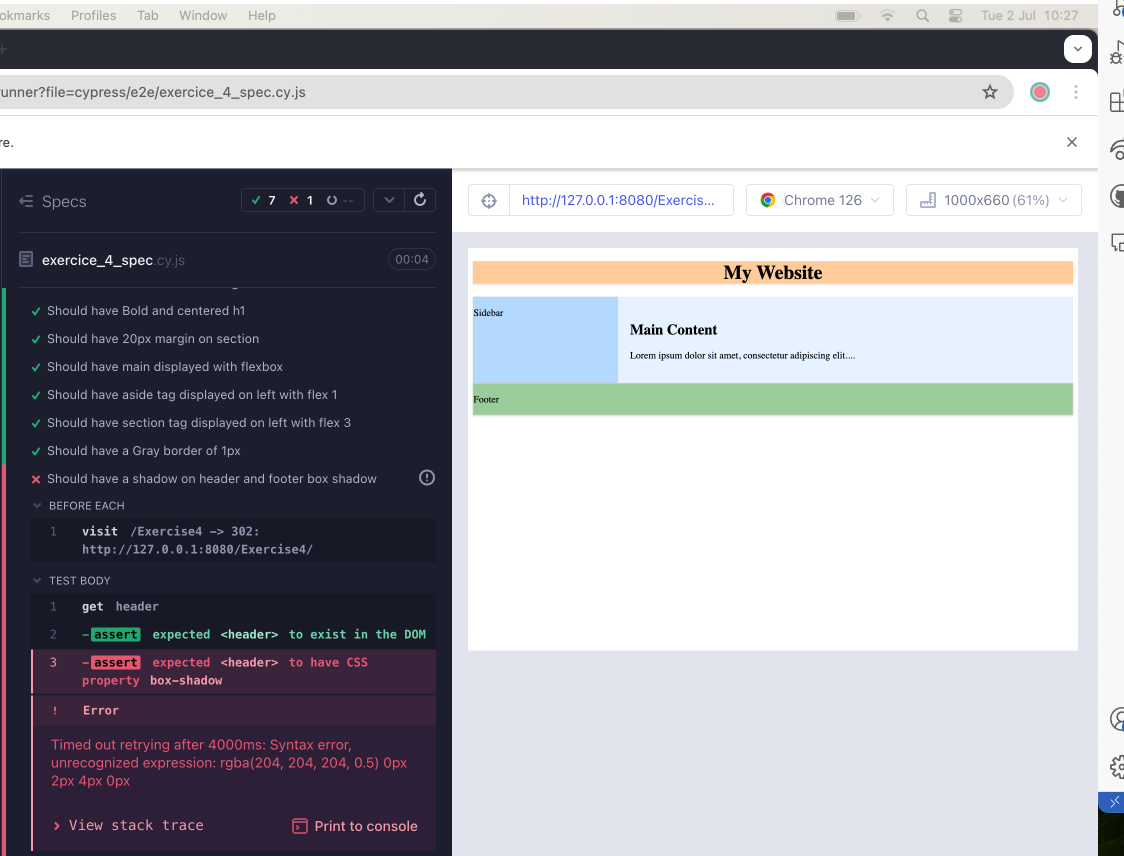 okmarks Profiles Tab Window Help Tue 2 Jul 10:27
unner?file=cypress/e2e/exercice_4_spec.cy.js
re.
Specs 7 1 --
http://127.0.0.1:8080/Exercis... Chrome 126 1000x660 (61%)
exercice_4_spec.cy.js 00:04
Should have Bold and centered h1
Should have 20px margin on section
Should have main displayed with flexbox
Should have aside tag displayed on left with flex 1
Should have section tag displayed on left with flex 3
Should have a Gray border of 1px
Should have a shadow on header and footer box shadow
BEFORE EACH
1 visit /Exercise4 -> 302:
http://127.0.0.1:8080/Exercise4/
TEST BODY
1 get header
2 -assert expected <header> to exist in the DOM
3 -assert expected <header> to have CSS
property box-shadow
! Error
Timed out retrying after 4000ms: Syntax error,
unrecognized expression: rgba(204, 204, 204, 0.5) 0px
2px 4px 0px
> View stack trace Print to console
My Website
Sidebar
Main Content
Lorem ipsum dolor sit amet, consectetur adipiscing elit....
Footer